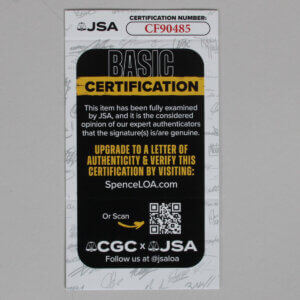 JSA
CERTIFICATION NUMBER:
CF90485
BASIC
CERTIFICATION
This item has been fully examined
by JSA, and it is the considered
opinion of our expert authenticators
that the signature(s) is/are genuine.
UPGRADE TO A LETTER OF
AUTHENTICITY & VERIFY THIS
CERTIFICATION BY VISITING:
SpenceLOA.com
Or Scan
CGC x JSA
Follow us at @jsaloa